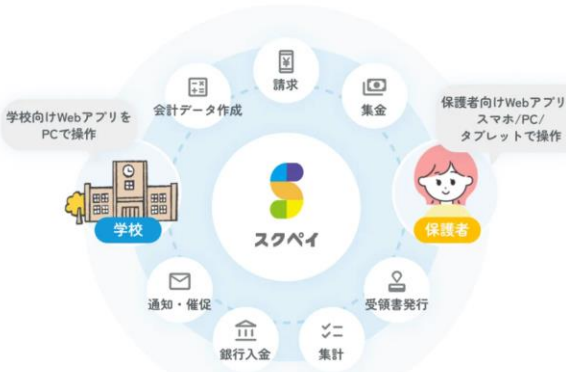 請求
会計データ作成
集金
学校向けWebアプリを
PCで操作
保護者向けWebアプリ
スマホ/PC/
タブレットで操作
学校
スクペイ
保護者
通知・催促
受領書発行
銀行入金
集計